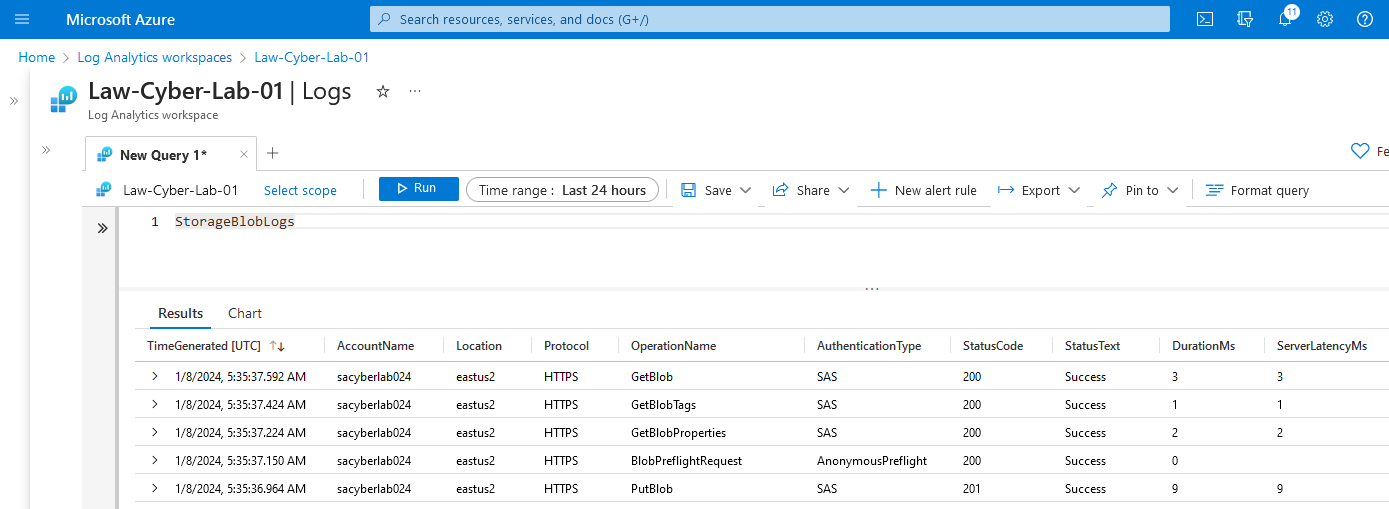 Microsoft Azure
Search resources, services, and docs (G+/)
11
Home > Log Analytics workspaces > Law-Cyber-Lab-01
Law-Cyber-Lab-01 | Logs
Log Analytics workspace
New Query 1*
Fe
Law-Cyber-Lab-01 Select scope Run Time range : Last 24 hours Save Share New alert rule Export Pin to Format query
1 StorageBlobLogs
Results Chart
TimeGenerated [UTC] AccountName Location Protocol OperationName AuthenticationType StatusCode StatusText DurationMs ServerLatencyMs
1/8/2024, 5:35:37.592 AM sacyberlab024 eastus2 HTTPS GetBlob SAS 200 Success 3 3
1/8/2024, 5:35:37.424 AM sacyberlab024 eastus2 HTTPS GetBlobTags SAS 200 Success 1 1
1/8/2024, 5:35:37.224 AM sacyberlab024 eastus2 HTTPS GetBlobProperties SAS 200 Success 2 2
1/8/2024, 5:35:37.150 AM sacyberlab024 eastus2 HTTPS BlobPreflightRequest AnonymousPreflight 200 Success 0
1/8/2024, 5:35:36.964 AM sacyberlab024 eastus2 HTTPS PutBlob SAS 201 Success 9 9